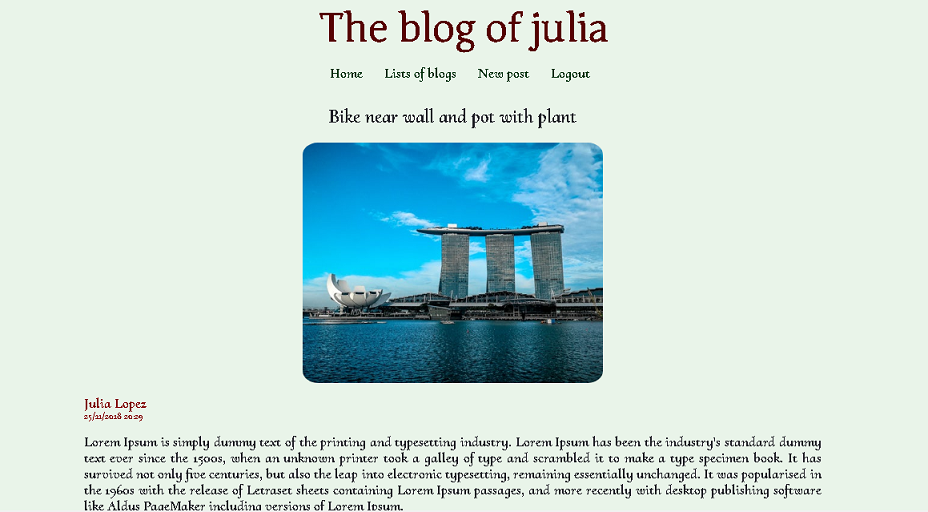 The blog of julia
Home Lists of blogs New post Logout
Bike near wall and pot with plant
Julia Lopez
25/11/2018 20:29
Lorem Ipsum is simply dummy text of the printing and typesetting industry. Lorem Ipsum has been the industry's standard dummy
text ever since the 1500s, when an unknown printer took a galley of type and scrambled it to make a type specimen book. It has
survived not only five centuries, but also the leap into electronic typesetting, remaining essentially unchanged. It was popularised in
the 1960s with the release of Letraset sheets containing Lorem Ipsum passages, and more recently with desktop publishing software
like Aldus PageMaker including versions of Lorem Ipsum.